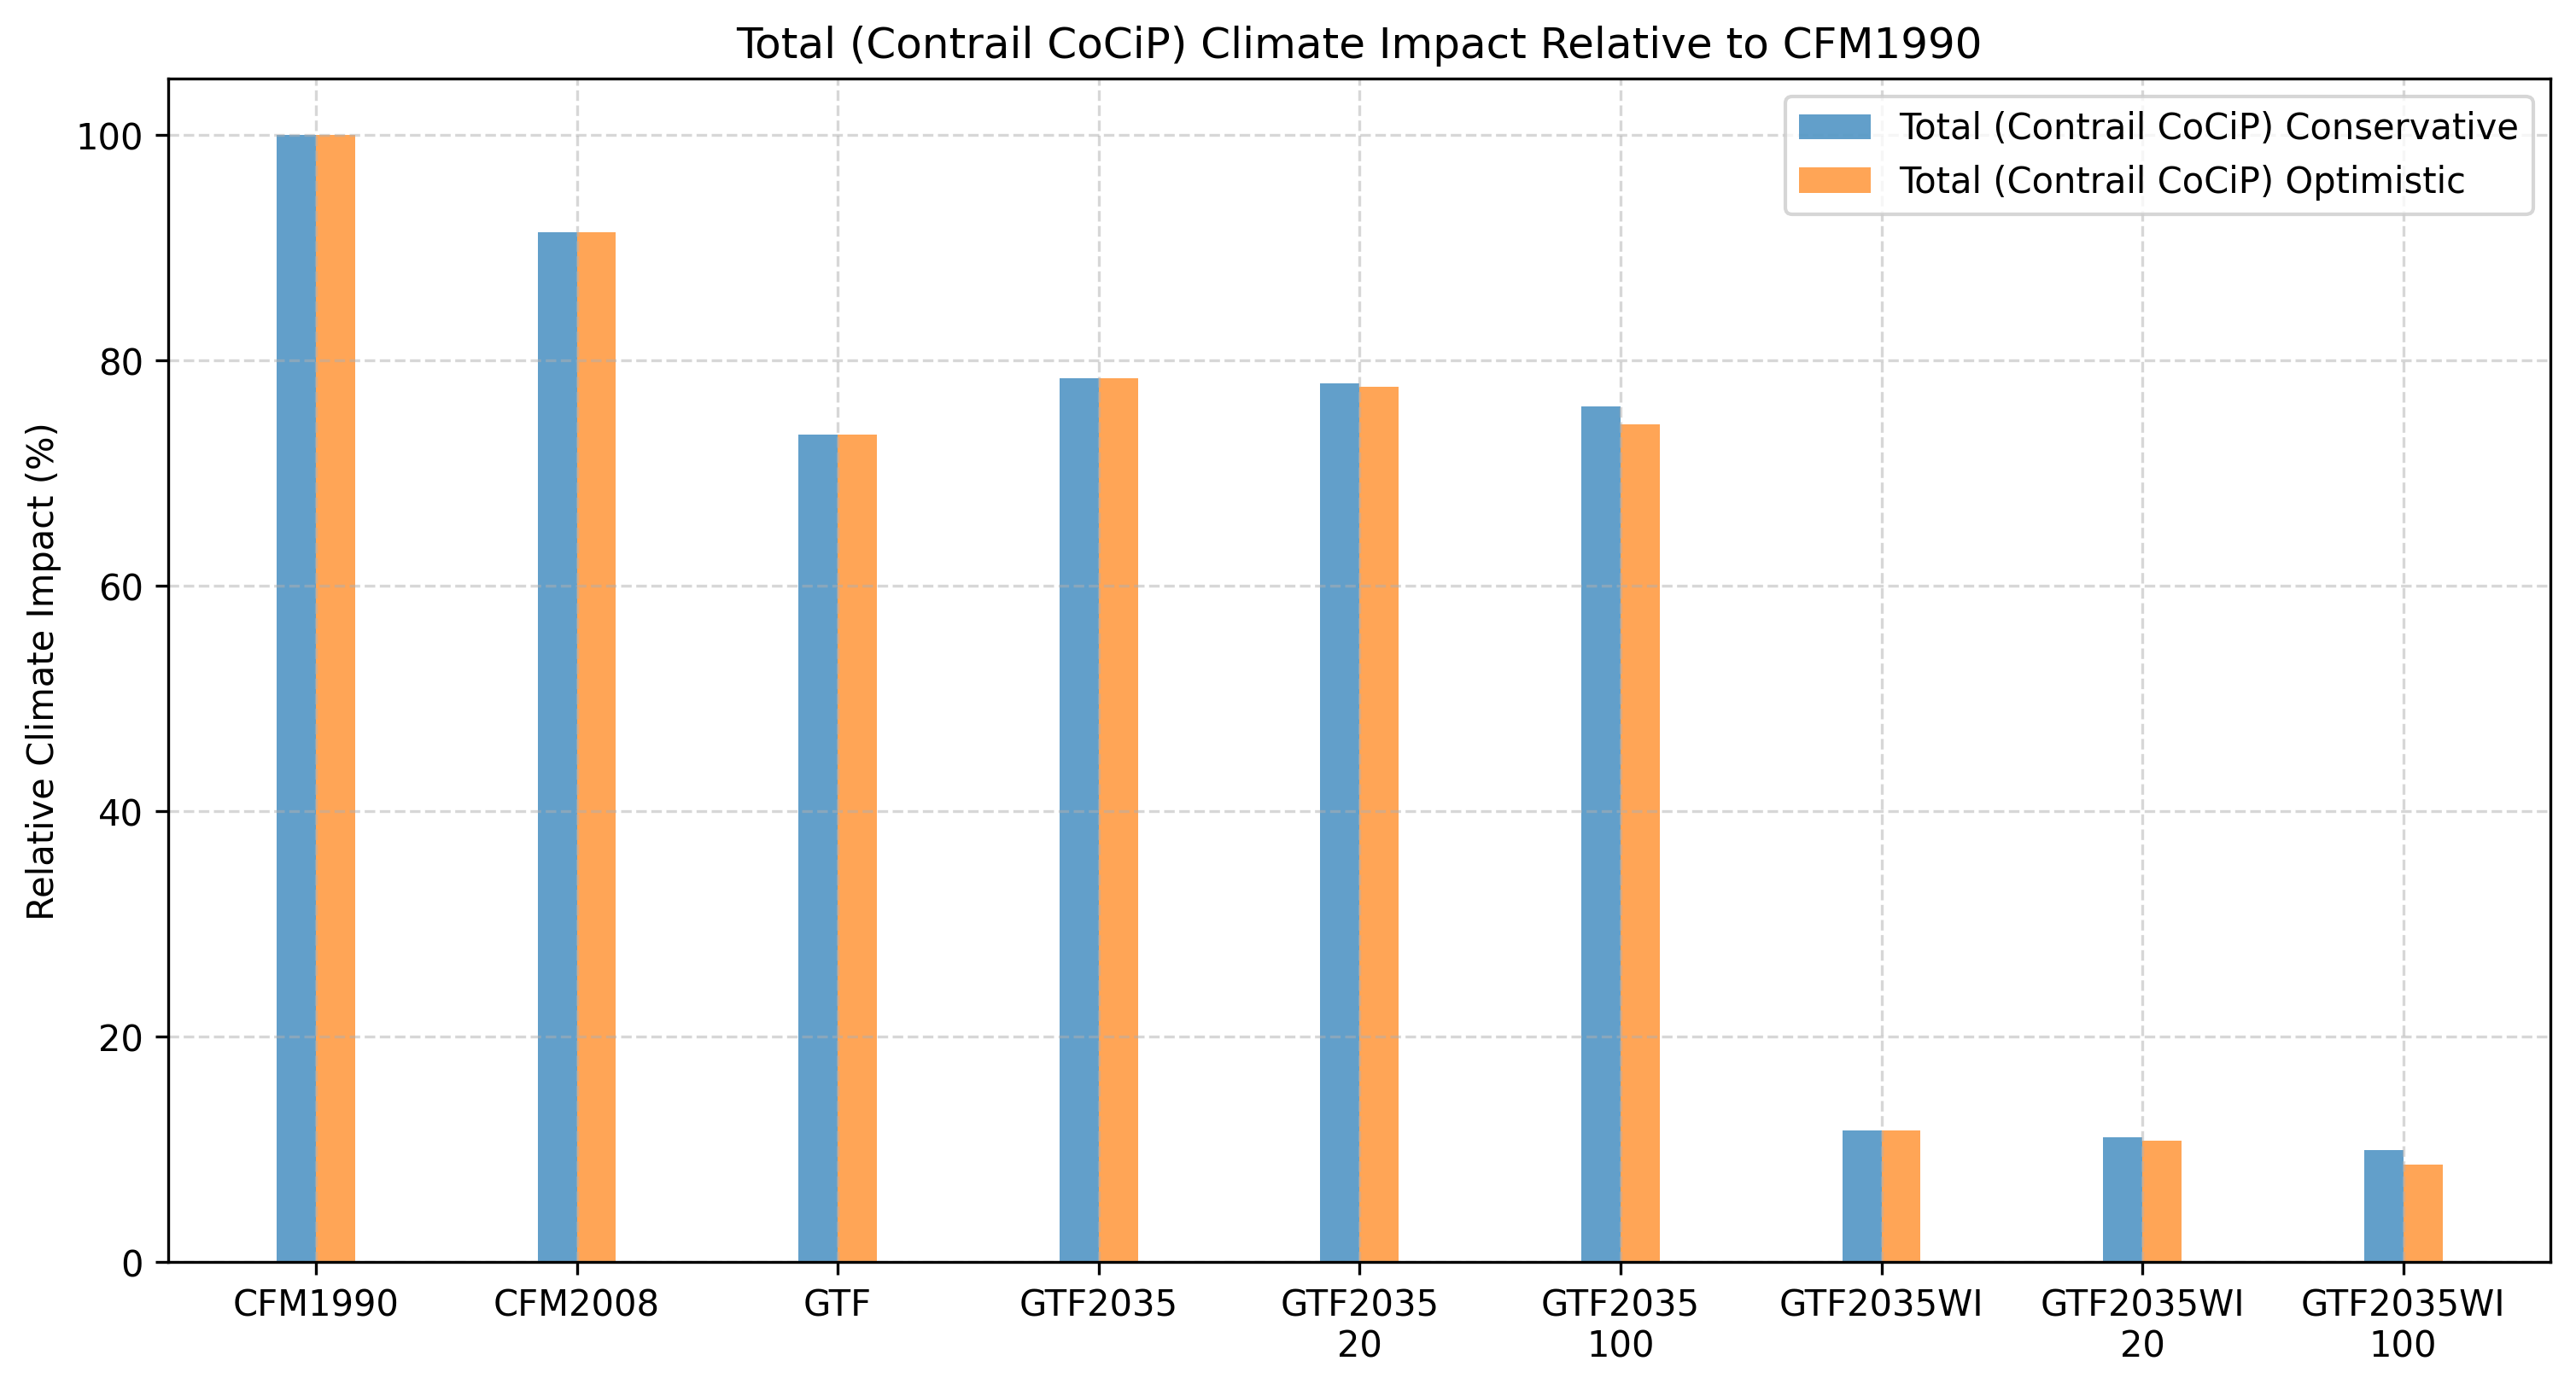 Total (Contrail CoCiP) Climate Impact Relative to CFM1990
Total (Contrail CoCiP) Conservative
Total (Contrail CoCiP) Optimistic
Relative Climate Impact (%)
100
80
60
40
20
0
CFM1990
CFM2008
GTF
GTF2035
GTF2035
20
GTF2035
100
GTF2035WI
GTF2035WI
20
GTF2035WI
100